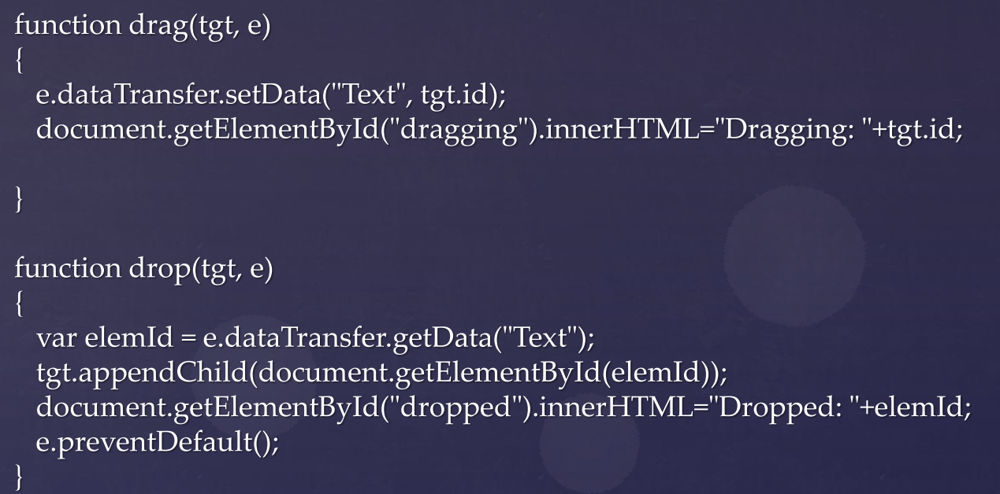 function drag(tgt, e)
{
e.dataTransfer.setData("Text", tgt.id);
document.getElementById("dragging").innerHTML="Dragging: "+tgt.id;
}
function drop(tgt, e)
{
var elemId = e.dataTransfer.getData("Text");
tgt.appendChild(document.getElementById(elemId));
document.getElementById("dropped").innerHTML="Dropped: "+elemId;
e.preventDefault();
}